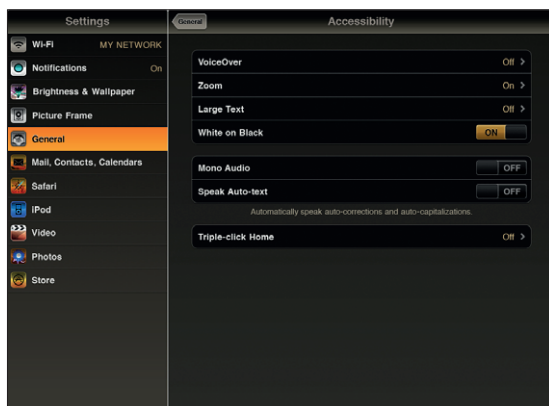 Settings
Wi-Fi MY NETWORK
Notifications On
Brightness & Wallpaper
Picture Frame
General
Mail, Contacts, Calendars
Safari
iPod
Video
Photos
Store
General Accessibility
VoiceOver Off
Zoom On
Large Text Off
White on Black ON
Mono Audio OFF
Speak Auto-text OFF
Automatically speak auto-corrections and auto-capitalizations.
Triple-click Home Off